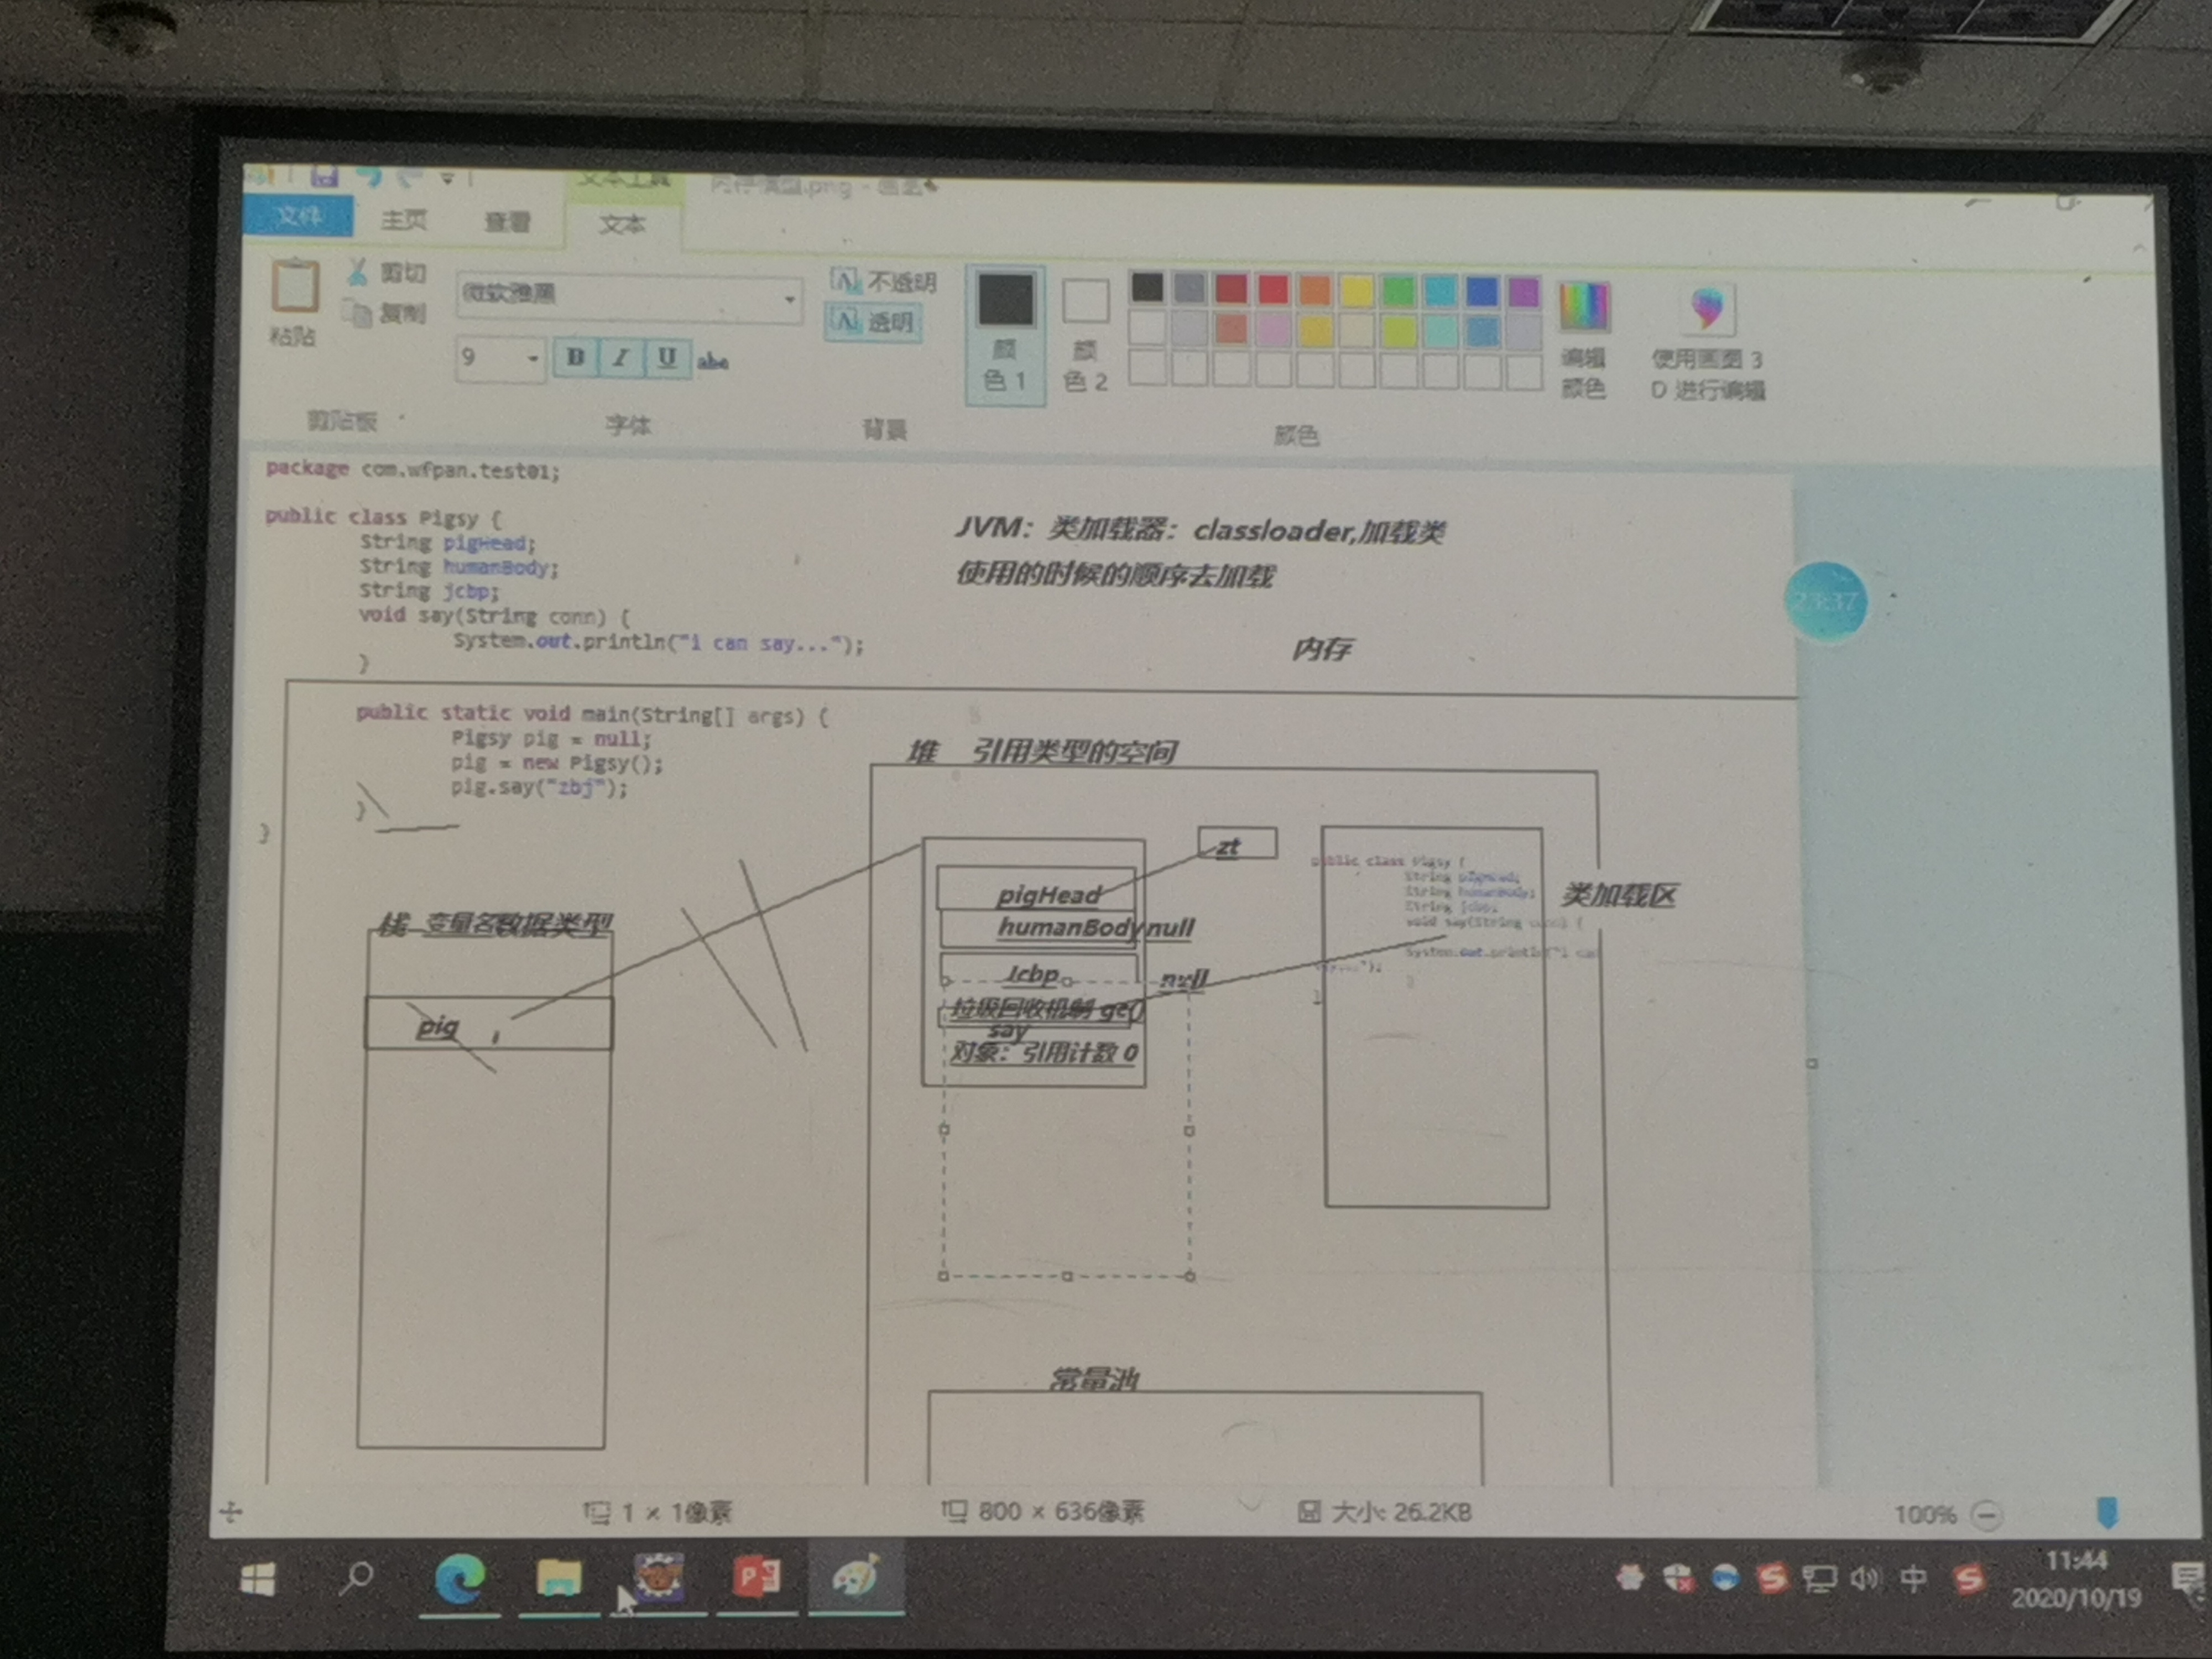 文本工具
文件 主页 查看 文本
粘贴
剪切
复制
微软雅黑
9
B I U abc
不透明
透明
颜色 1
颜色 2
编辑颜色
使用画图 3D 进行编辑
剪贴板 字体 背景 颜色
package com.wfpan.test01;
public class Pigsy {
String pigHead;
String humanBody;
String jcbp;
void say(String conn) {
System.out.println("i can say...");
}
public static void main(String[] args) {
Pigsy pig = null;
pig = new Pigsy();
pig.say("zbj");
}
}
JVM：类加载器：classloader,加载类
使用的时候的顺序去加载
23:37
内存
堆 引用类型的空间
zt
pigHead
humanBody null
Jcbp null
垃圾回收机制 gc()
say
对象：引用计数 0
public class Pigsy {
String pigHead;
String humanBody;
String jcbp;
void say(String conn) {
System.out.println("i can
say...");
}
}
类加载区
栈 变量名数据类型
pig
常量池
1 × 1像素 800 × 636像素 大小: 26.2KB 100%
中
11:44
2020/10/19